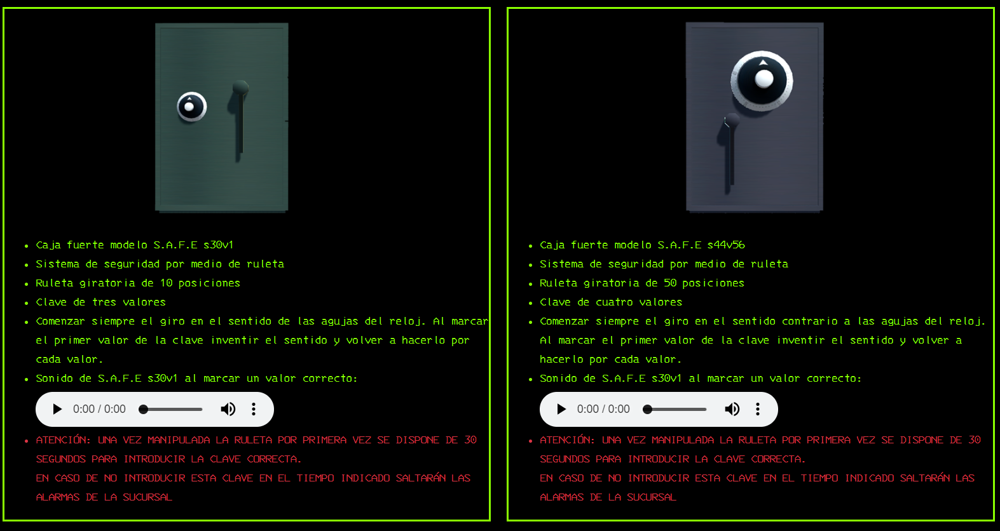 Caja fuerte modelo S.A.F.E s30v1
Sistema de seguridad por medio de ruleta
Ruleta giratoria de 10 posiciones
Clave de tres valores
Comenzar siempre el giro en el sentido de las agujas del reloj. Al marcar
el primer valor de la clave inventir el sentido y volver a hacerlo por
cada valor.
Sonido de S.A.F.E s30v1 al marcar un valor correcto:
0:00 / 0:00
ATENCIÓN: UNA VEZ MANIPULADA LA RULETA POR PRIMERA VEZ SE DISPONE DE 30
SEGUNDOS PARA INTRODUCIR LA CLAVE CORRECTA.
EN CASO DE NO INTRODUCIR ESTA CLAVE EN EL TIEMPO INDICADO SALTARÁN LAS
ALARMAS DE LA SUCURSAL
Caja fuerte modelo S.A.F.E s44v56
Sistema de seguridad por medio de ruleta
Ruleta giratoria de 50 posiciones
Clave de cuatro valores
Comenzar siempre el giro en el sentido contrario a las agujas del reloj.
Al marcar el primer valor de la clave inventir el sentido y volver a
hacerlo por cada valor.
Sonido de S.A.F.E s30v1 al marcar un valor correcto:
0:00 / 0:00
ATENCIÓN: UNA VEZ MANIPULADA LA RULETA POR PRIMERA VEZ SE DISPONE DE 30
SEGUNDOS PARA INTRODUCIR LA CLAVE CORRECTA.
EN CASO DE NO INTRODUCIR ESTA CLAVE EN EL TIEMPO INDICADO SALTARÁN LAS
ALARMAS DE LA SUCURSAL